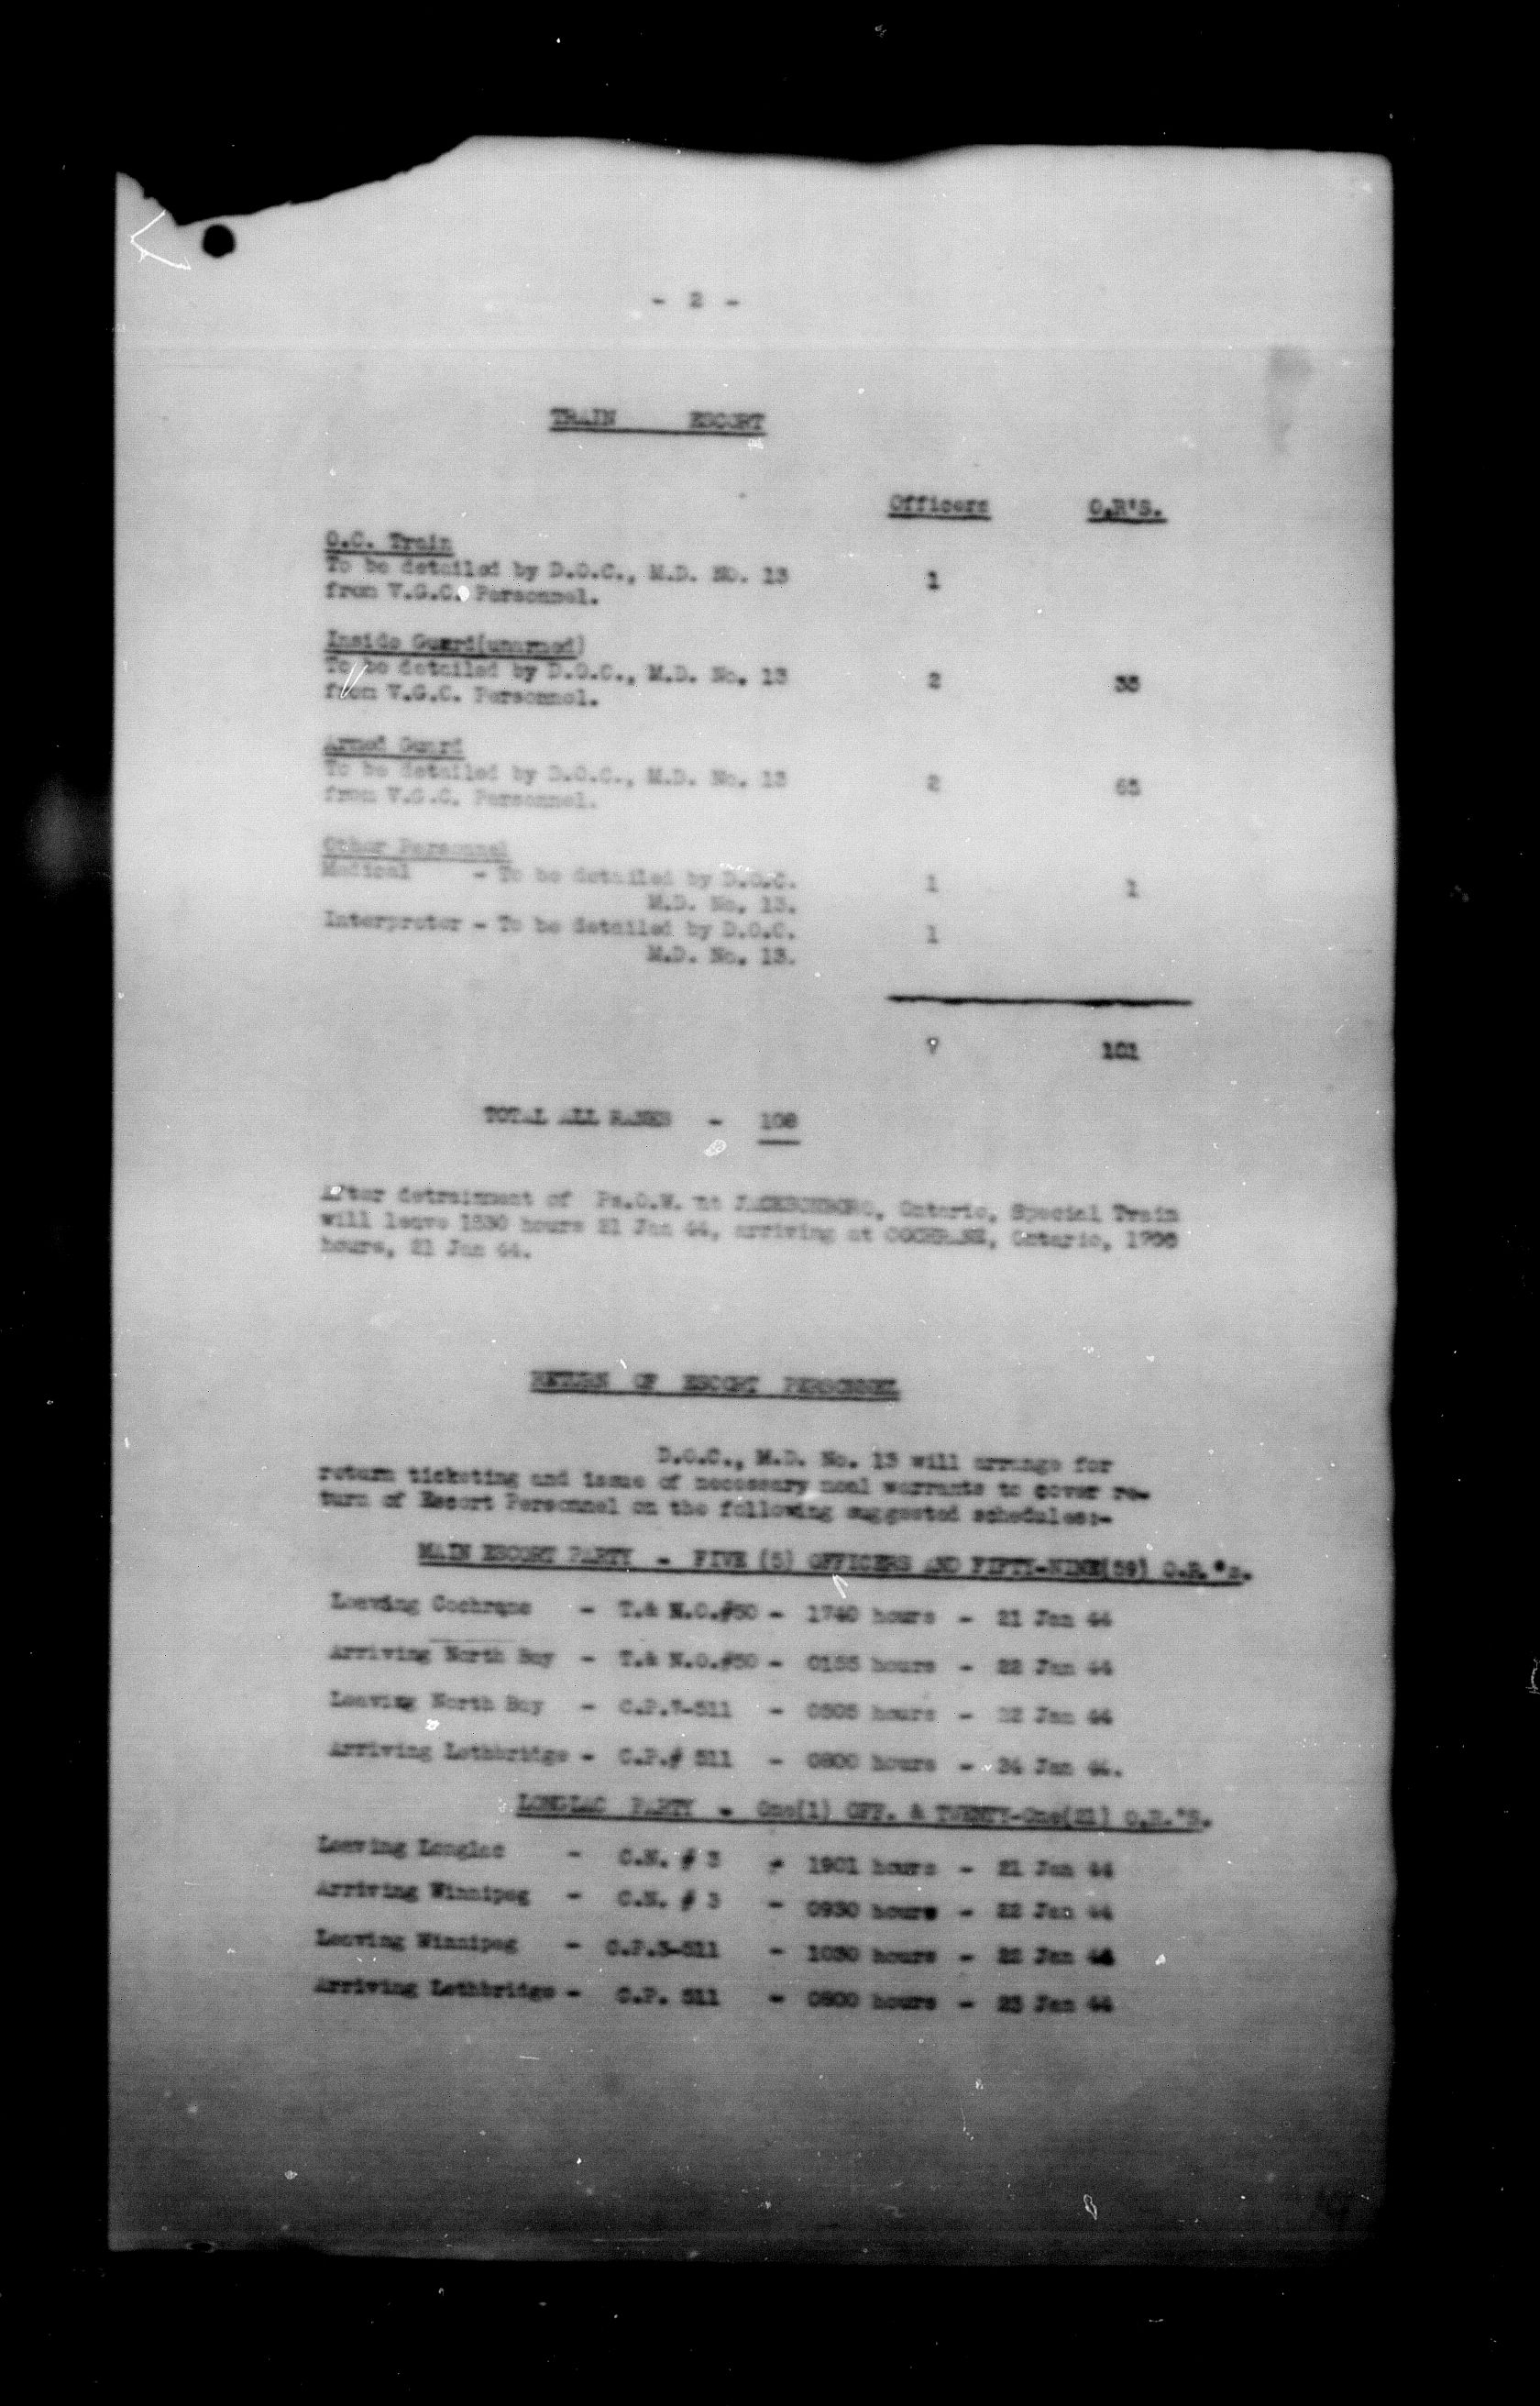 - 2 -
TRAIN ESCORT
Officers O.R'S.
O.C. Train
To be detailed by D.O.C., M.D. No. 13 1
from V.G.C. Personnel.
Inside Guard(unarmed)
To be detailed by D.O.C., M.D. No. 13 2
from V.G.C. Personnel.
Armed Guard
To be detailed by D.O.C., M.D. No. 13 2
from V.G.C. Personnel.
Other Personnel
Medical - To be detailed by D.O.C. 1 1
M.D. No. 13.
Interpreter - To be detailed by D.O.C. 1
M.D. No. 13.
7 101
TOTAL ALL RANKS - 108
After detrainment of Ps.O.W. at JACKSONBORO, Ontario, Special Train
will leave 1530 hours 21 Jan 44, arriving at COCHRANE, Ontario,
hours, 21 Jan 44.
RETURN OF ESCORT PERSONNEL
D.O.C., M.D. No. 13 will arrange for
return ticketing and issue of necessary meal warrants to cover re-
turn of Escort Personnel on the following suggested schedules:-
MAIN ESCORT PARTY - FIVE (5) OFFICERS AND FIFTY-NINE(59) O.R.'s.
Leaving Cochrane - T.& N.O.#50 - 1740 hours - 21 Jan 44
Arriving North Bay - T.& N.O.#50 - 0155 hours - 22 Jan 44
Leaving North Bay - C.P.7-511 - 0505 hours - 22 Jan 44
Arriving Lethbridge - C.P.# 511 - 0800 hours - 24 Jan 44.
LONGLAC PARTY - One(1) OFF. & TWENTY-One(21) O.R.'S.
Leaving Longlac - C.N. # 3 - 1901 hours - 21 Jan 44
Arriving Winnipeg - C.N. # 3 - 0930 hours - 22 Jan 44
Leaving Winnipeg - C.P.3-511 - 1030 hours - 22 Jan 44
Arriving Lethbridge - C.P. 511 - 0800 hours - 23 Jan 44